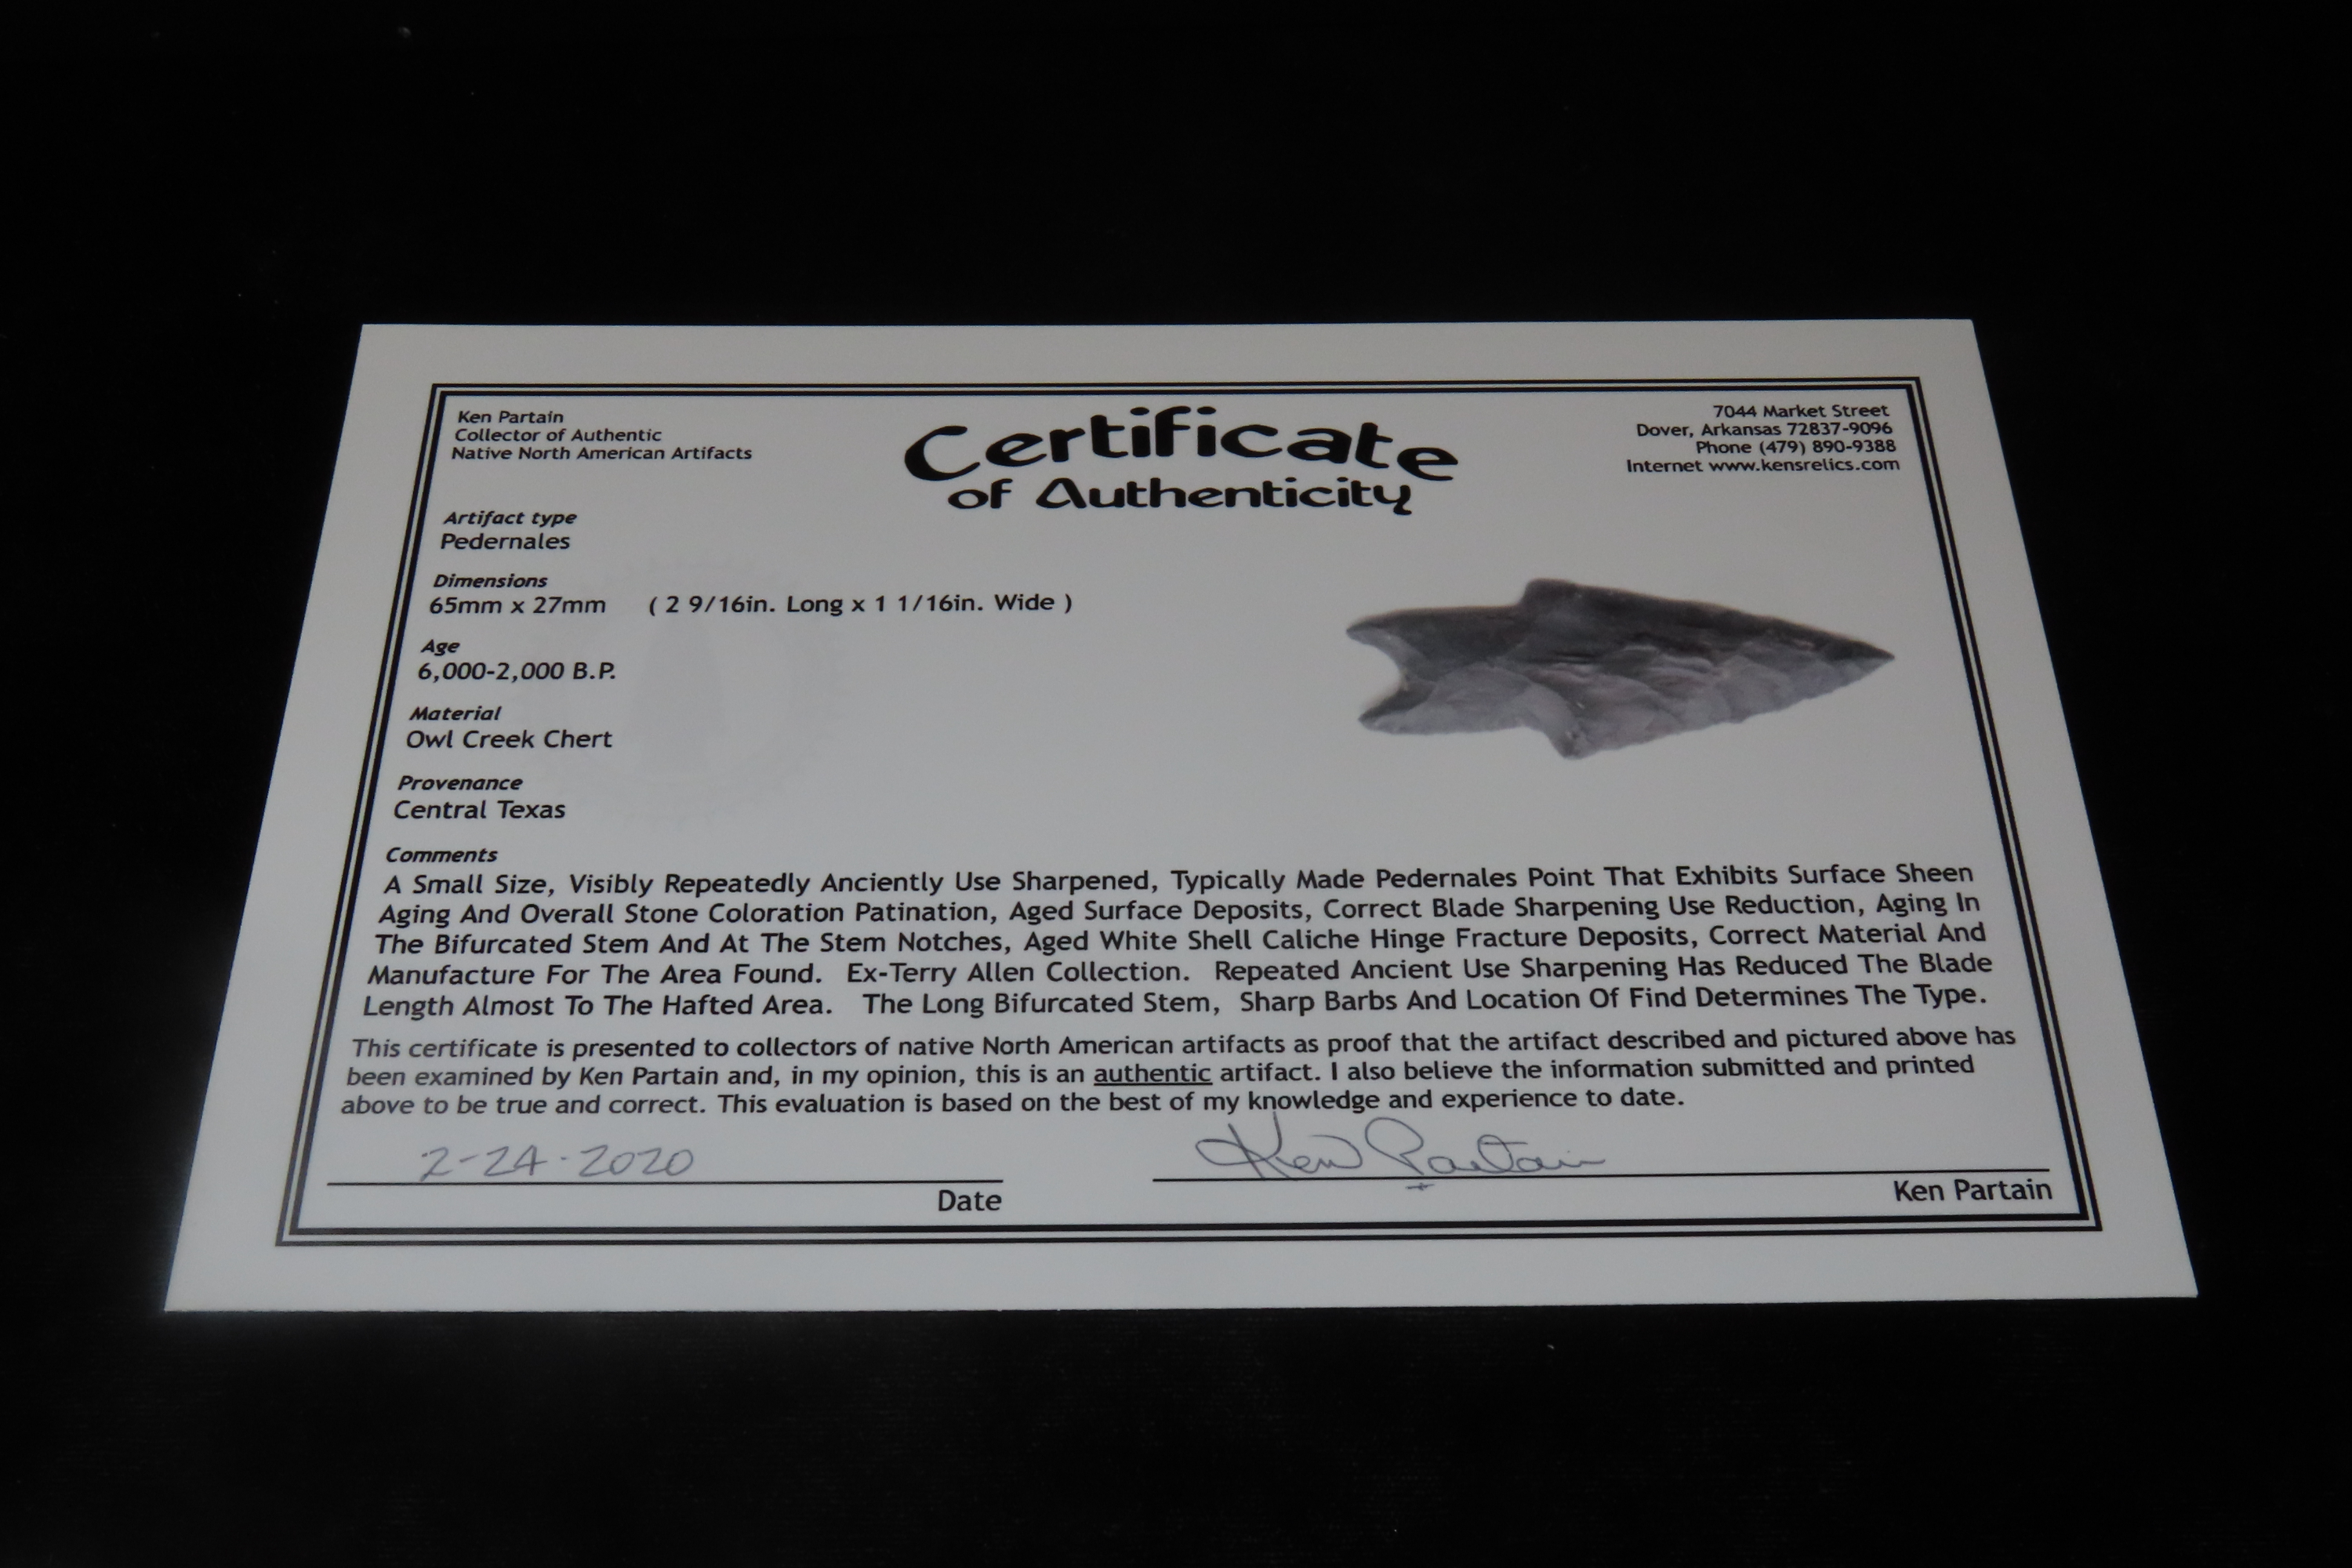 Ken Partain
Collector of Authentic
Native North American Artifacts
Certificate
of Authenticity
7044 Market Street
Dover, Arkansas 72837-9096
Phone (479) 890-9388
Internet www.kensrelics.com
Artifact type
Pedernales
Dimensions
65mm x 27mm ( 2 9/16in. Long x 1 1/16in. Wide )
Age
6,000-2,000 B.P.
Material
Owl Creek Chert
Provenance
Central Texas
Comments
A Small Size, Visibly Repeatedly Anciently Use Sharpened, Typically Made Pedernales Point That Exhibits Surface Sheen
Aging And Overall Stone Coloration Patination, Aged Surface Deposits, Correct Blade Sharpening Use Reduction, Aging In
The Bifurcated Stem And At The Stem Notches, Aged White Shell Caliche Hinge Fracture Deposits, Correct Material And
Manufacture For The Area Found. Ex-Terry Allen Collection. Repeated Ancient Use Sharpening Has Reduced The Blade
Length Almost To The Hafted Area. The Long Bifurcated Stem, Sharp Barbs And Location Of Find Determines The Type.
This certificate is presented to collectors of native North American artifacts as proof that the artifact described and pictured above has
been examined by Ken Partain and, in my opinion, this is an authentic artifact. I also believe the information submitted and printed
above to be true and correct. This evaluation is based on the best of my knowledge and experience to date.
2-24-2020
Ken Partain
Date
Ken Partain